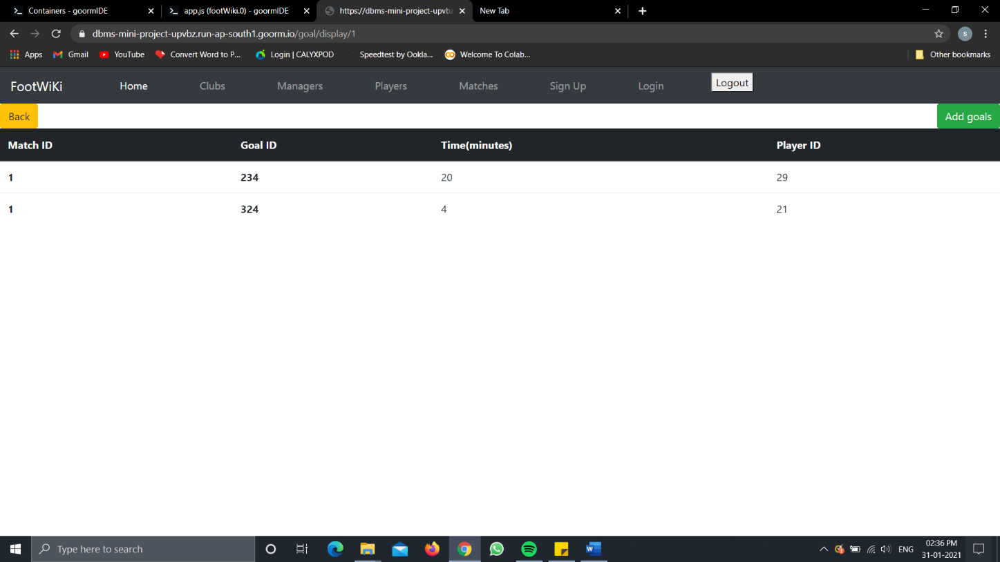 Containers - goormIDE
app.js (footWiki.0) - goormIDE
https://dbms-mini-project-upvbz
New Tab
dbms-mini-project-upvbz.run-ap-south1.goorm.io/goal/display/1
S
Apps Gmail YouTube Convert Word to P... Login | CALYXPOD Speedtest by Ookla... Welcome To Colab... Other bookmarks
FootWiKi Home Clubs Managers Players Matches Sign Up Login Logout
Back Add goals
Match ID Goal ID Time(minutes) Player ID
1 234 20 29
1 324 4 21
Type here to search
ENG
02:36 PM
31-01-2021